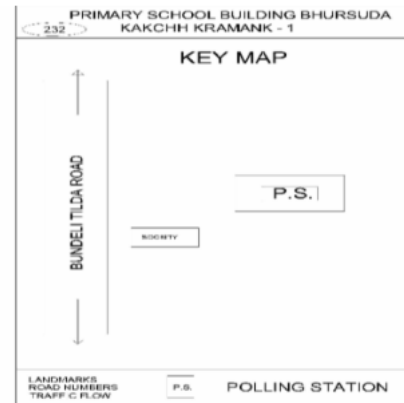 PRIMARY SCHOOL BUILDING BHURSUDA
232
KAKCHH KRAMANK - 1
KEY MAP
BUNDELI TILDA ROAD
P.S.
SOCIETY
LANDMARKS
ROAD NUMBERS
TRAFFIC FLOW
P.S.
POLLING STATION